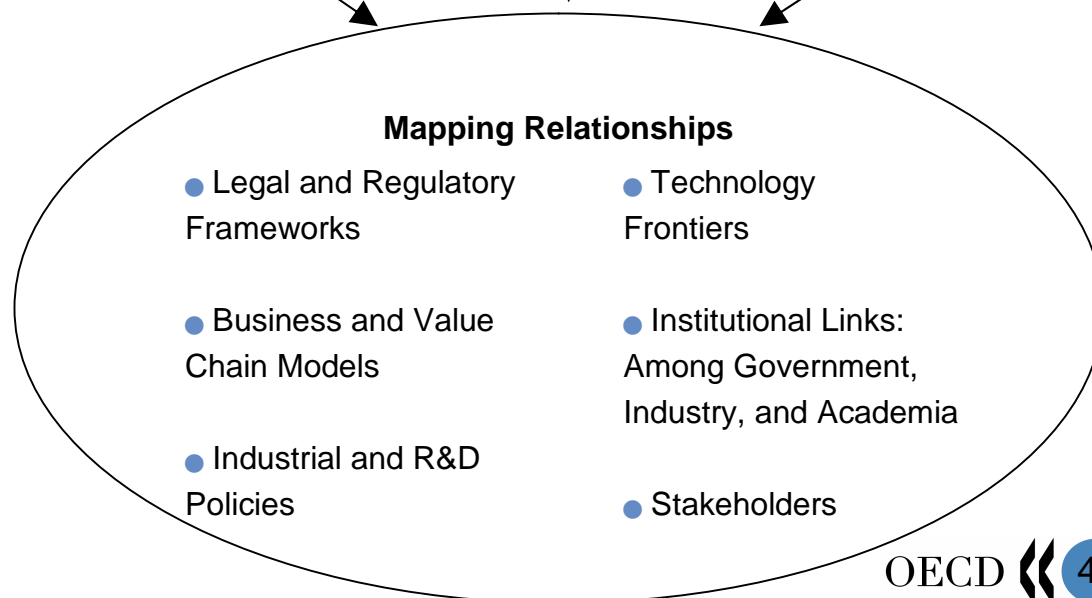 Mapping Relationships
● Legal and Regulatory
Frameworks
● Business and Value
Chain Models
● Industrial and R&D
Policies
● Technology
Frontiers
● Institutional Links:
Among Government,
Industry, and Academia
● Stakeholders
OECD
4